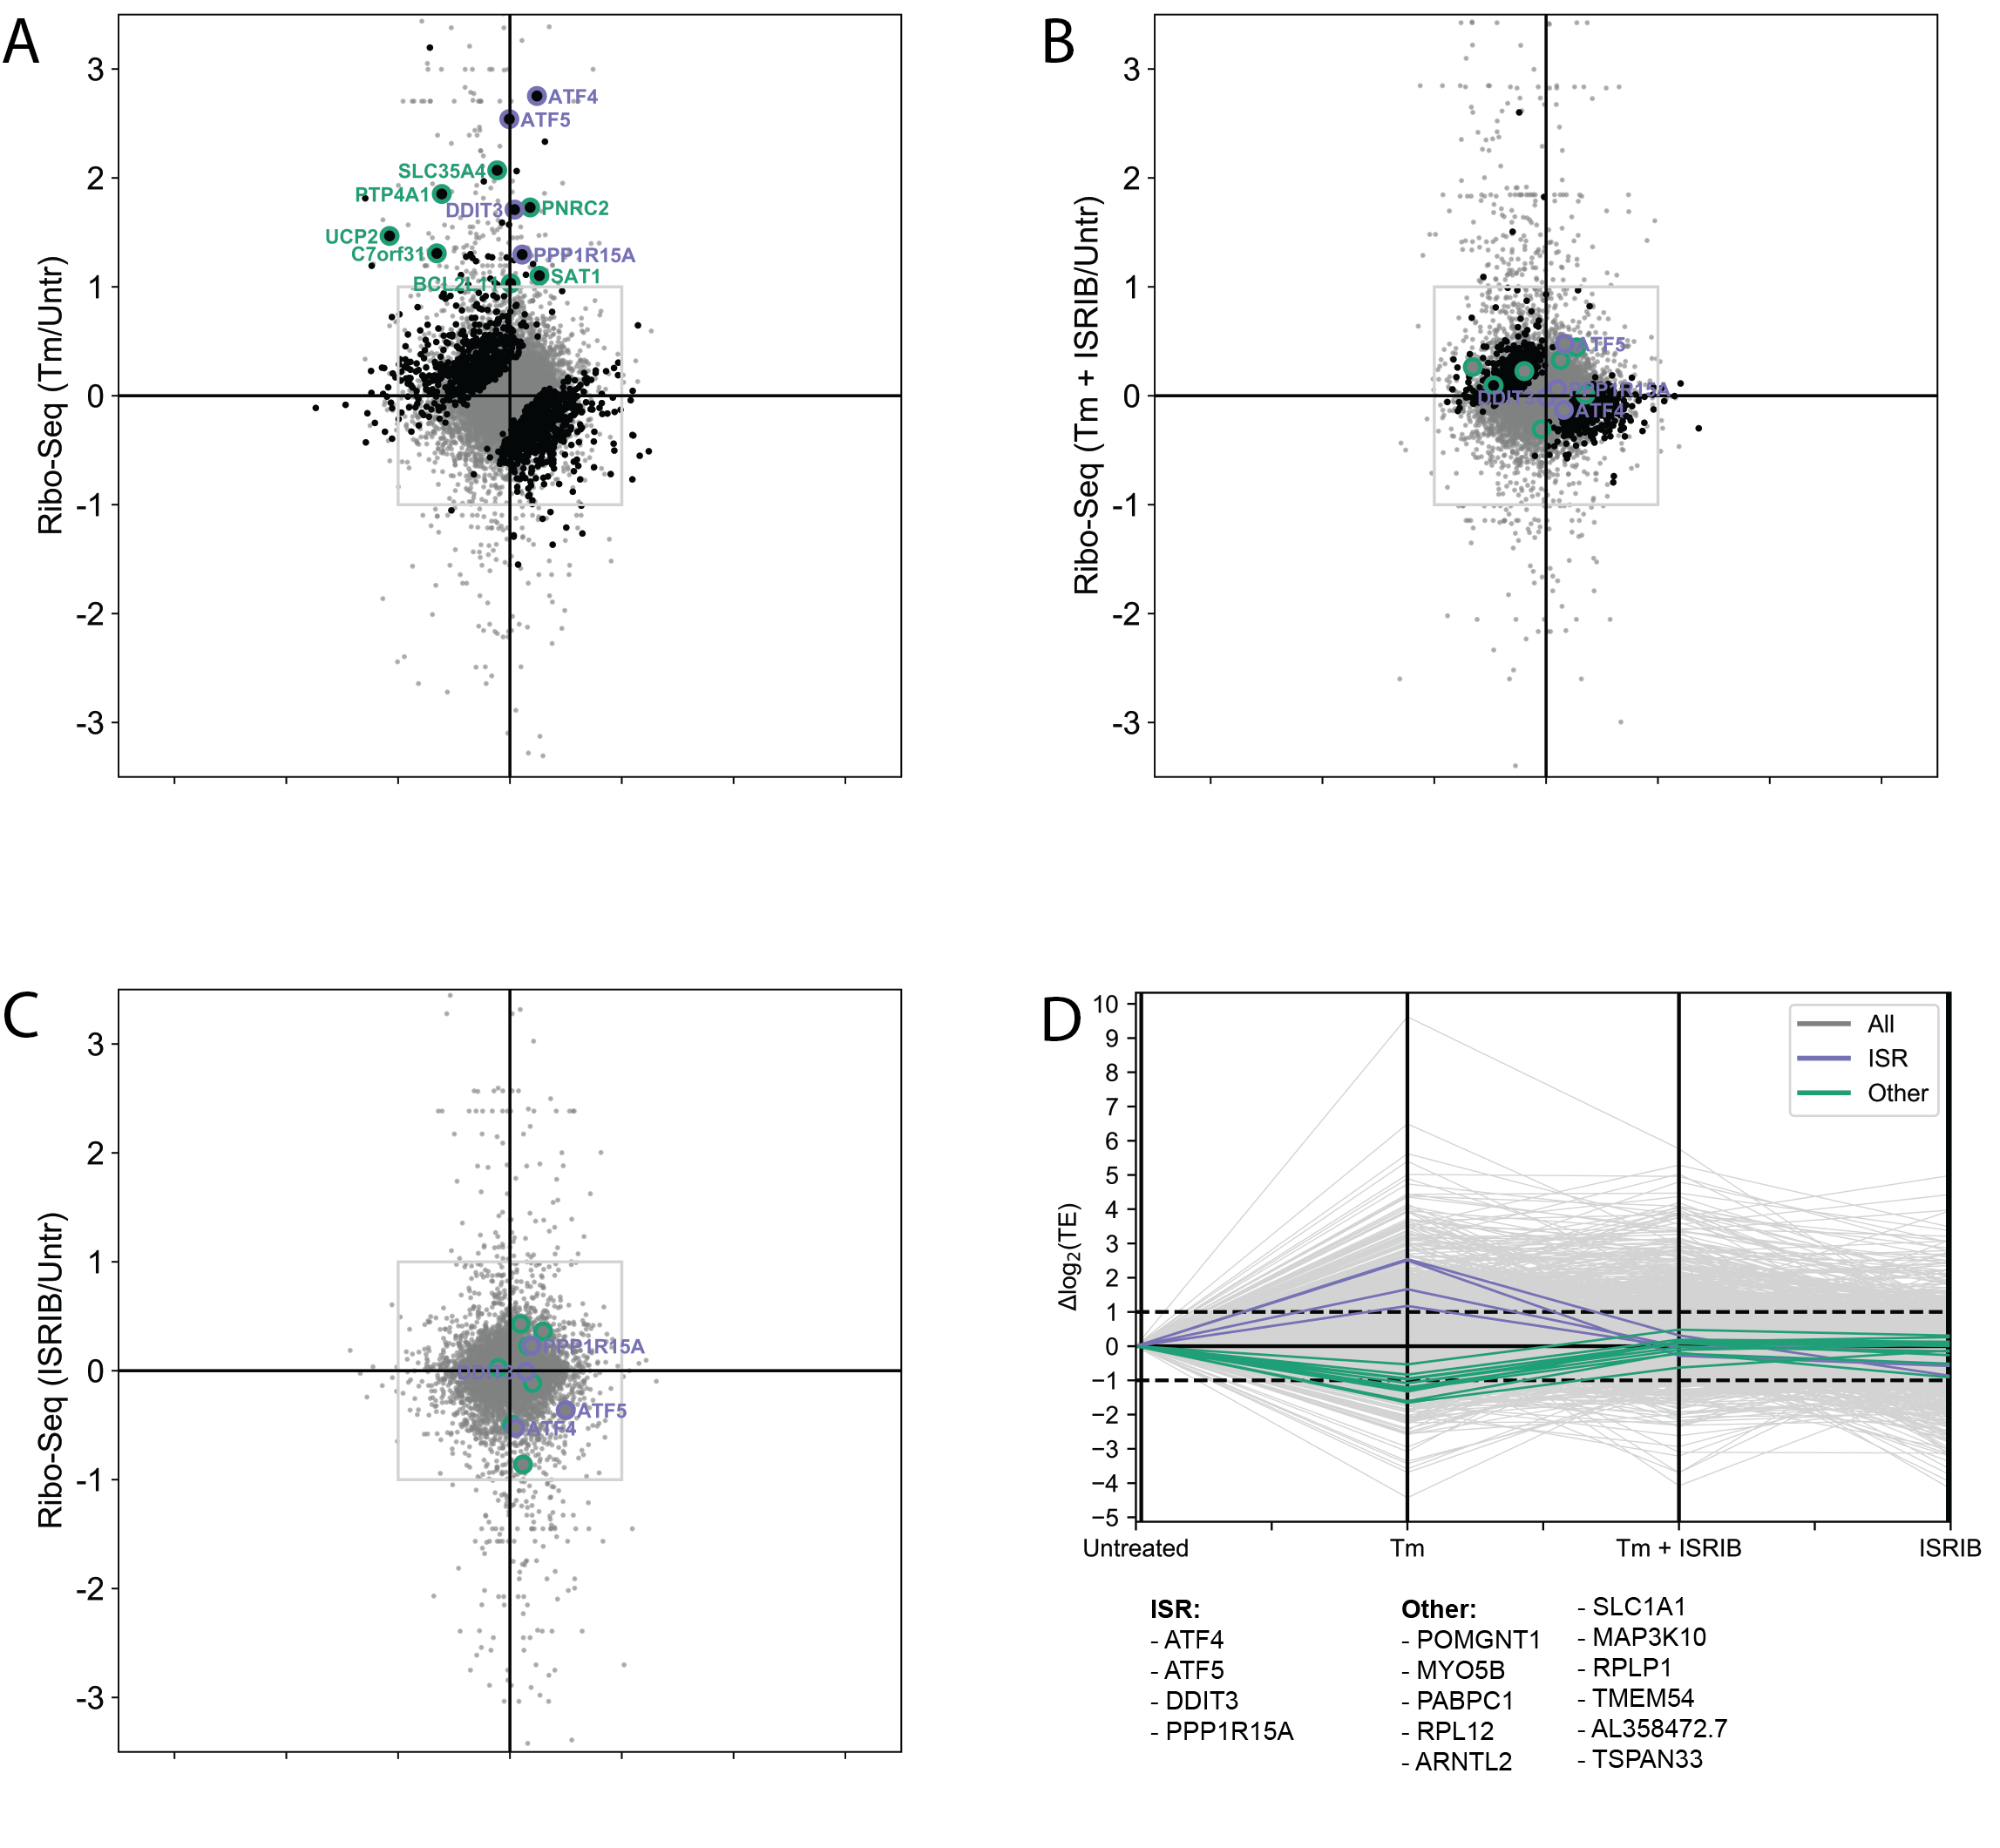 A
3
2
1
0
-1
-2
-3
Ribo-Seq (Tm/Untr)
ATF4
ATF5
SLC35A4
PTP4A1
DDIT3
PNRC2
UCP2
C7orf31
PPP1R15A
SAT1
BCL2L11
B
3
2
1
0
-1
-2
-3
Ribo-Seq (Tm + ISRIB/Untr)
ATF5
PPP1R15A
DDIT3
ATF4
C
3
2
1
0
-1
-2
-3
Ribo-Seq (ISRIB/Untr)
PPP1R15A
DDIT3
ATF5
ATF4
D
10
9
8
7
6
5
4
3
2
1
0
−1
−2
−3
−4
−5
Δlog2(TE)
All
ISR
Other
Untreated
Tm
Tm + ISRIB
ISRIB
ISR:
- ATF4
- ATF5
- DDIT3
- PPP1R15A
Other:
- POMGNT1
- MYO5B
- PABPC1
- RPL12
- ARNTL2
- SLC1A1
- MAP3K10
- RPLP1
- TMEM54
- AL358472.7
- TSPAN33